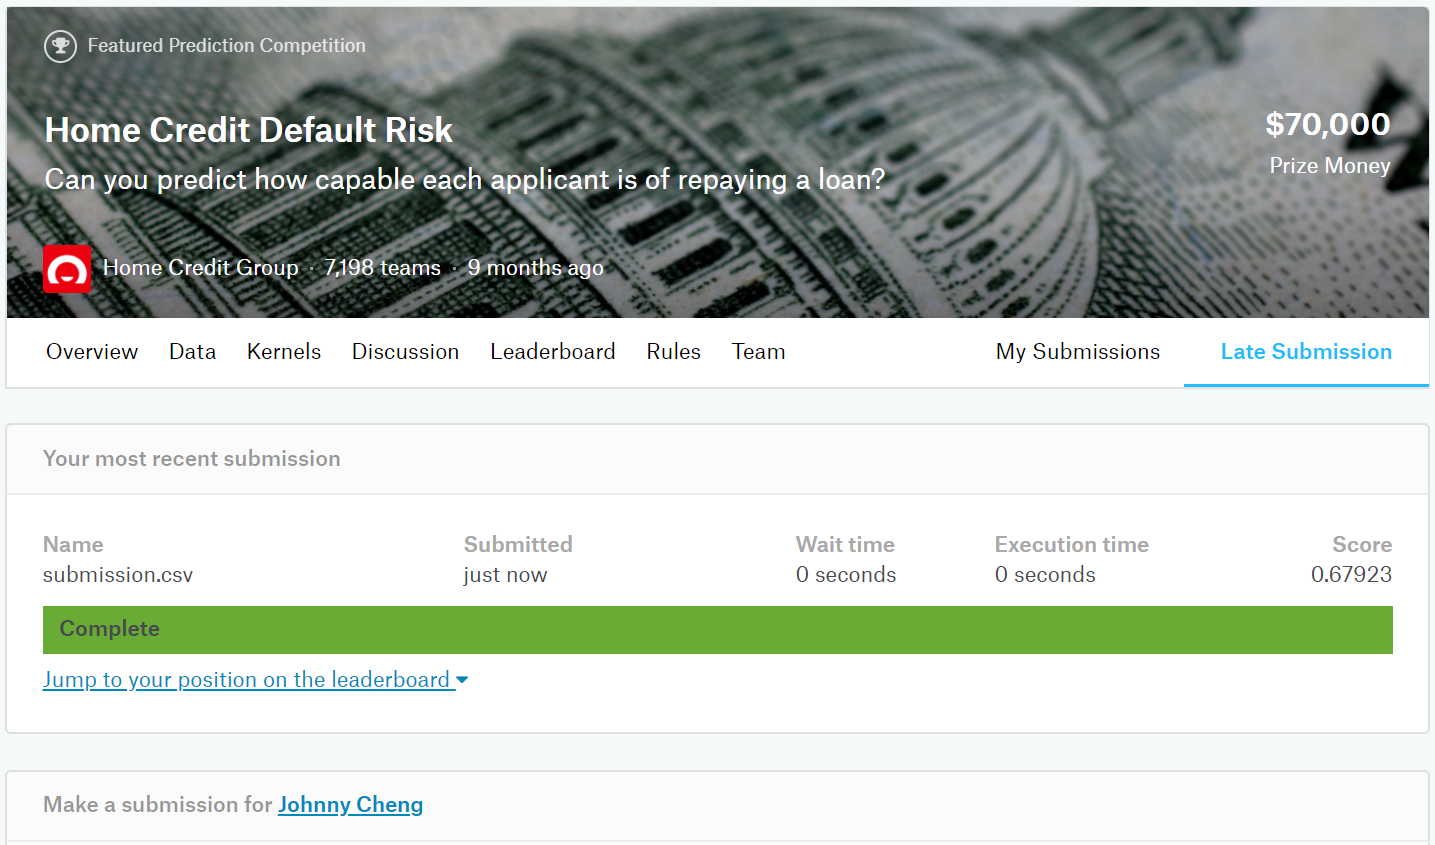 Featured Prediction Competition
Home Credit Default Risk
$70,000
Can you predict how capable each applicant is of repaying a loan?
Prize Money
Home Credit Group · 7,198 teams · 9 months ago
Overview Data Kernels Discussion Leaderboard Rules Team My Submissions Late Submission
Your most recent submission
Name Submitted Wait time Execution time Score
submission.csv just now 0 seconds 0 seconds 0.67923
Complete
Jump to your position on the leaderboard
Make a submission for Johnny Cheng